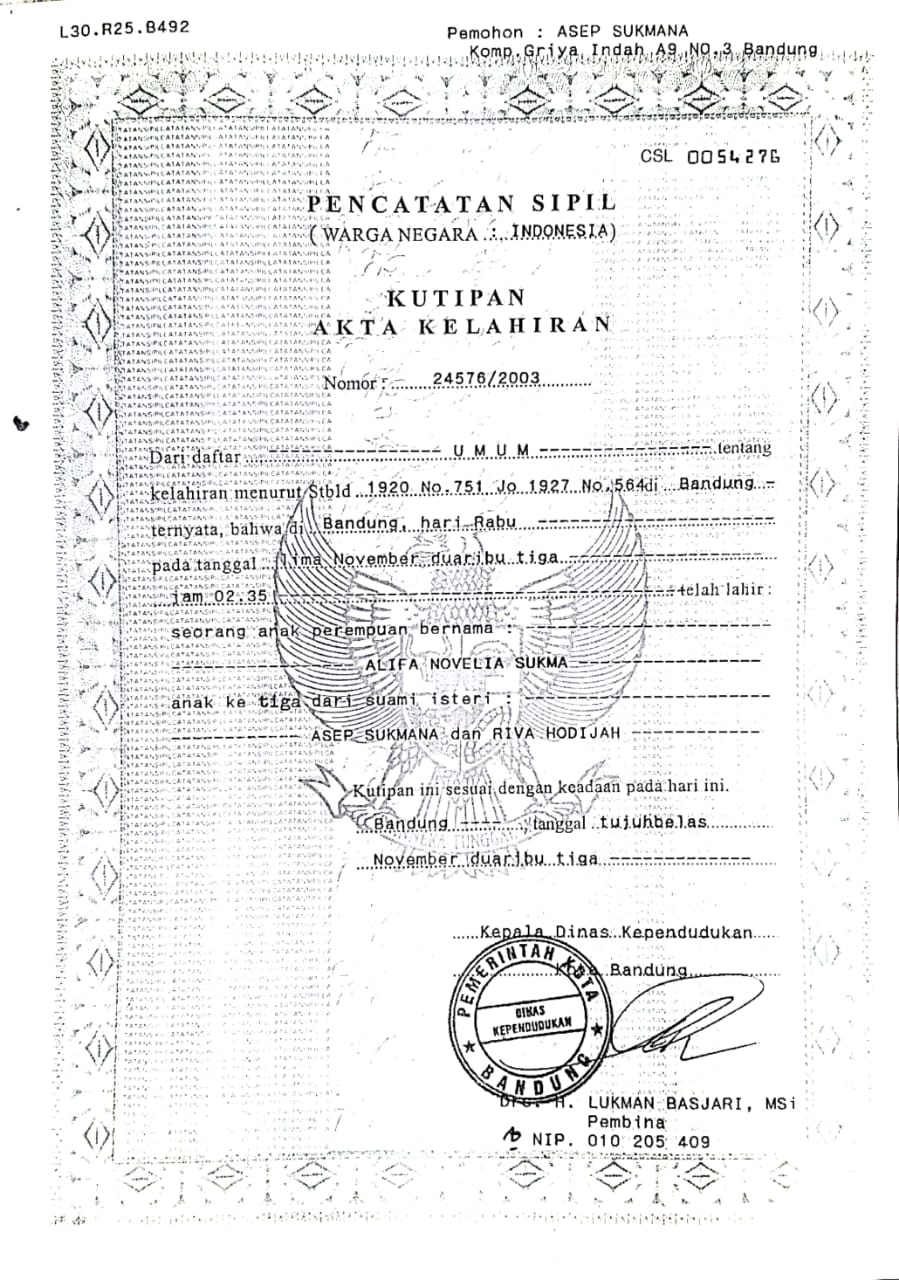 L30.R25.B492
Pemohon : ASEP SUKMANA
Komp.Griya Indah A9 NO.3 Bandung
CSL 0054276
PENCATATAN SIPIL
( WARGA NEGARA ..:..INDONESIA)
KUTIPAN
AKTA KELAHIRAN
Nomor : ...... 24576/2003 ..........
Dari daftar ------------------- U M U M ------------------- tentang
kelahiran menurut Stbld 1920 No.751 Jo 1927 No.564 di Bandung -
ternyata, bahwa di Bandung, hari Rabu --------------------------
pada tanggal lima November duaribu tiga -----------------------
jam 02.35 ------------------------------------------- telah lahir :
seorang anak perempuan bernama : --------------------------
------------------- ALIFA NOVELIA SUKMA -------------------
anak ke tiga dari suami isteri : --------------------------
------------- ASEP SUKMANA dan RIVA HODIJAH -------------
Kutipan ini sesuai dengan keadaan pada hari ini.
Bandung ------, tanggal tujuhbelas
November duaribu tiga --------------
Kepala Dinas Kependudukan
Kota Bandung
PEMERINTAH KOTA
DINAS
KEPENDUDUKAN
BANDUNG
Drs. H. LUKMAN BASJARI, MSi
Pembina
NIP. 010 205 409